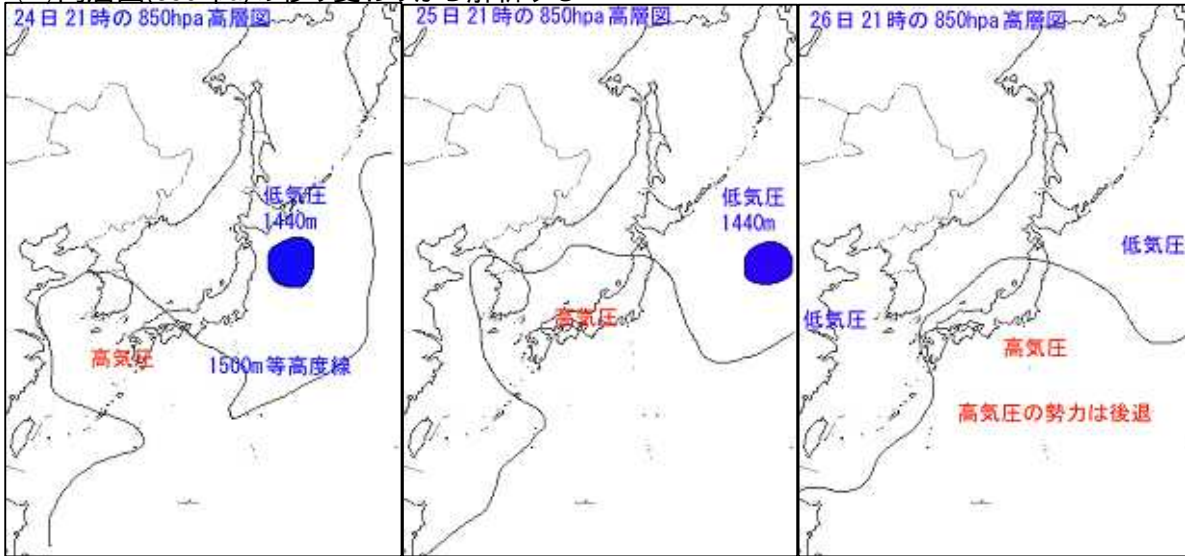 24日21時の850hpa高層図
低気圧
1440m
高気圧
1500m等高度線
25日21時の850hpa高層図
低気圧
1440m
高気圧
26日21時の850hpa高層図
低気圧
低気圧
高気圧
高気圧の勢力は後退